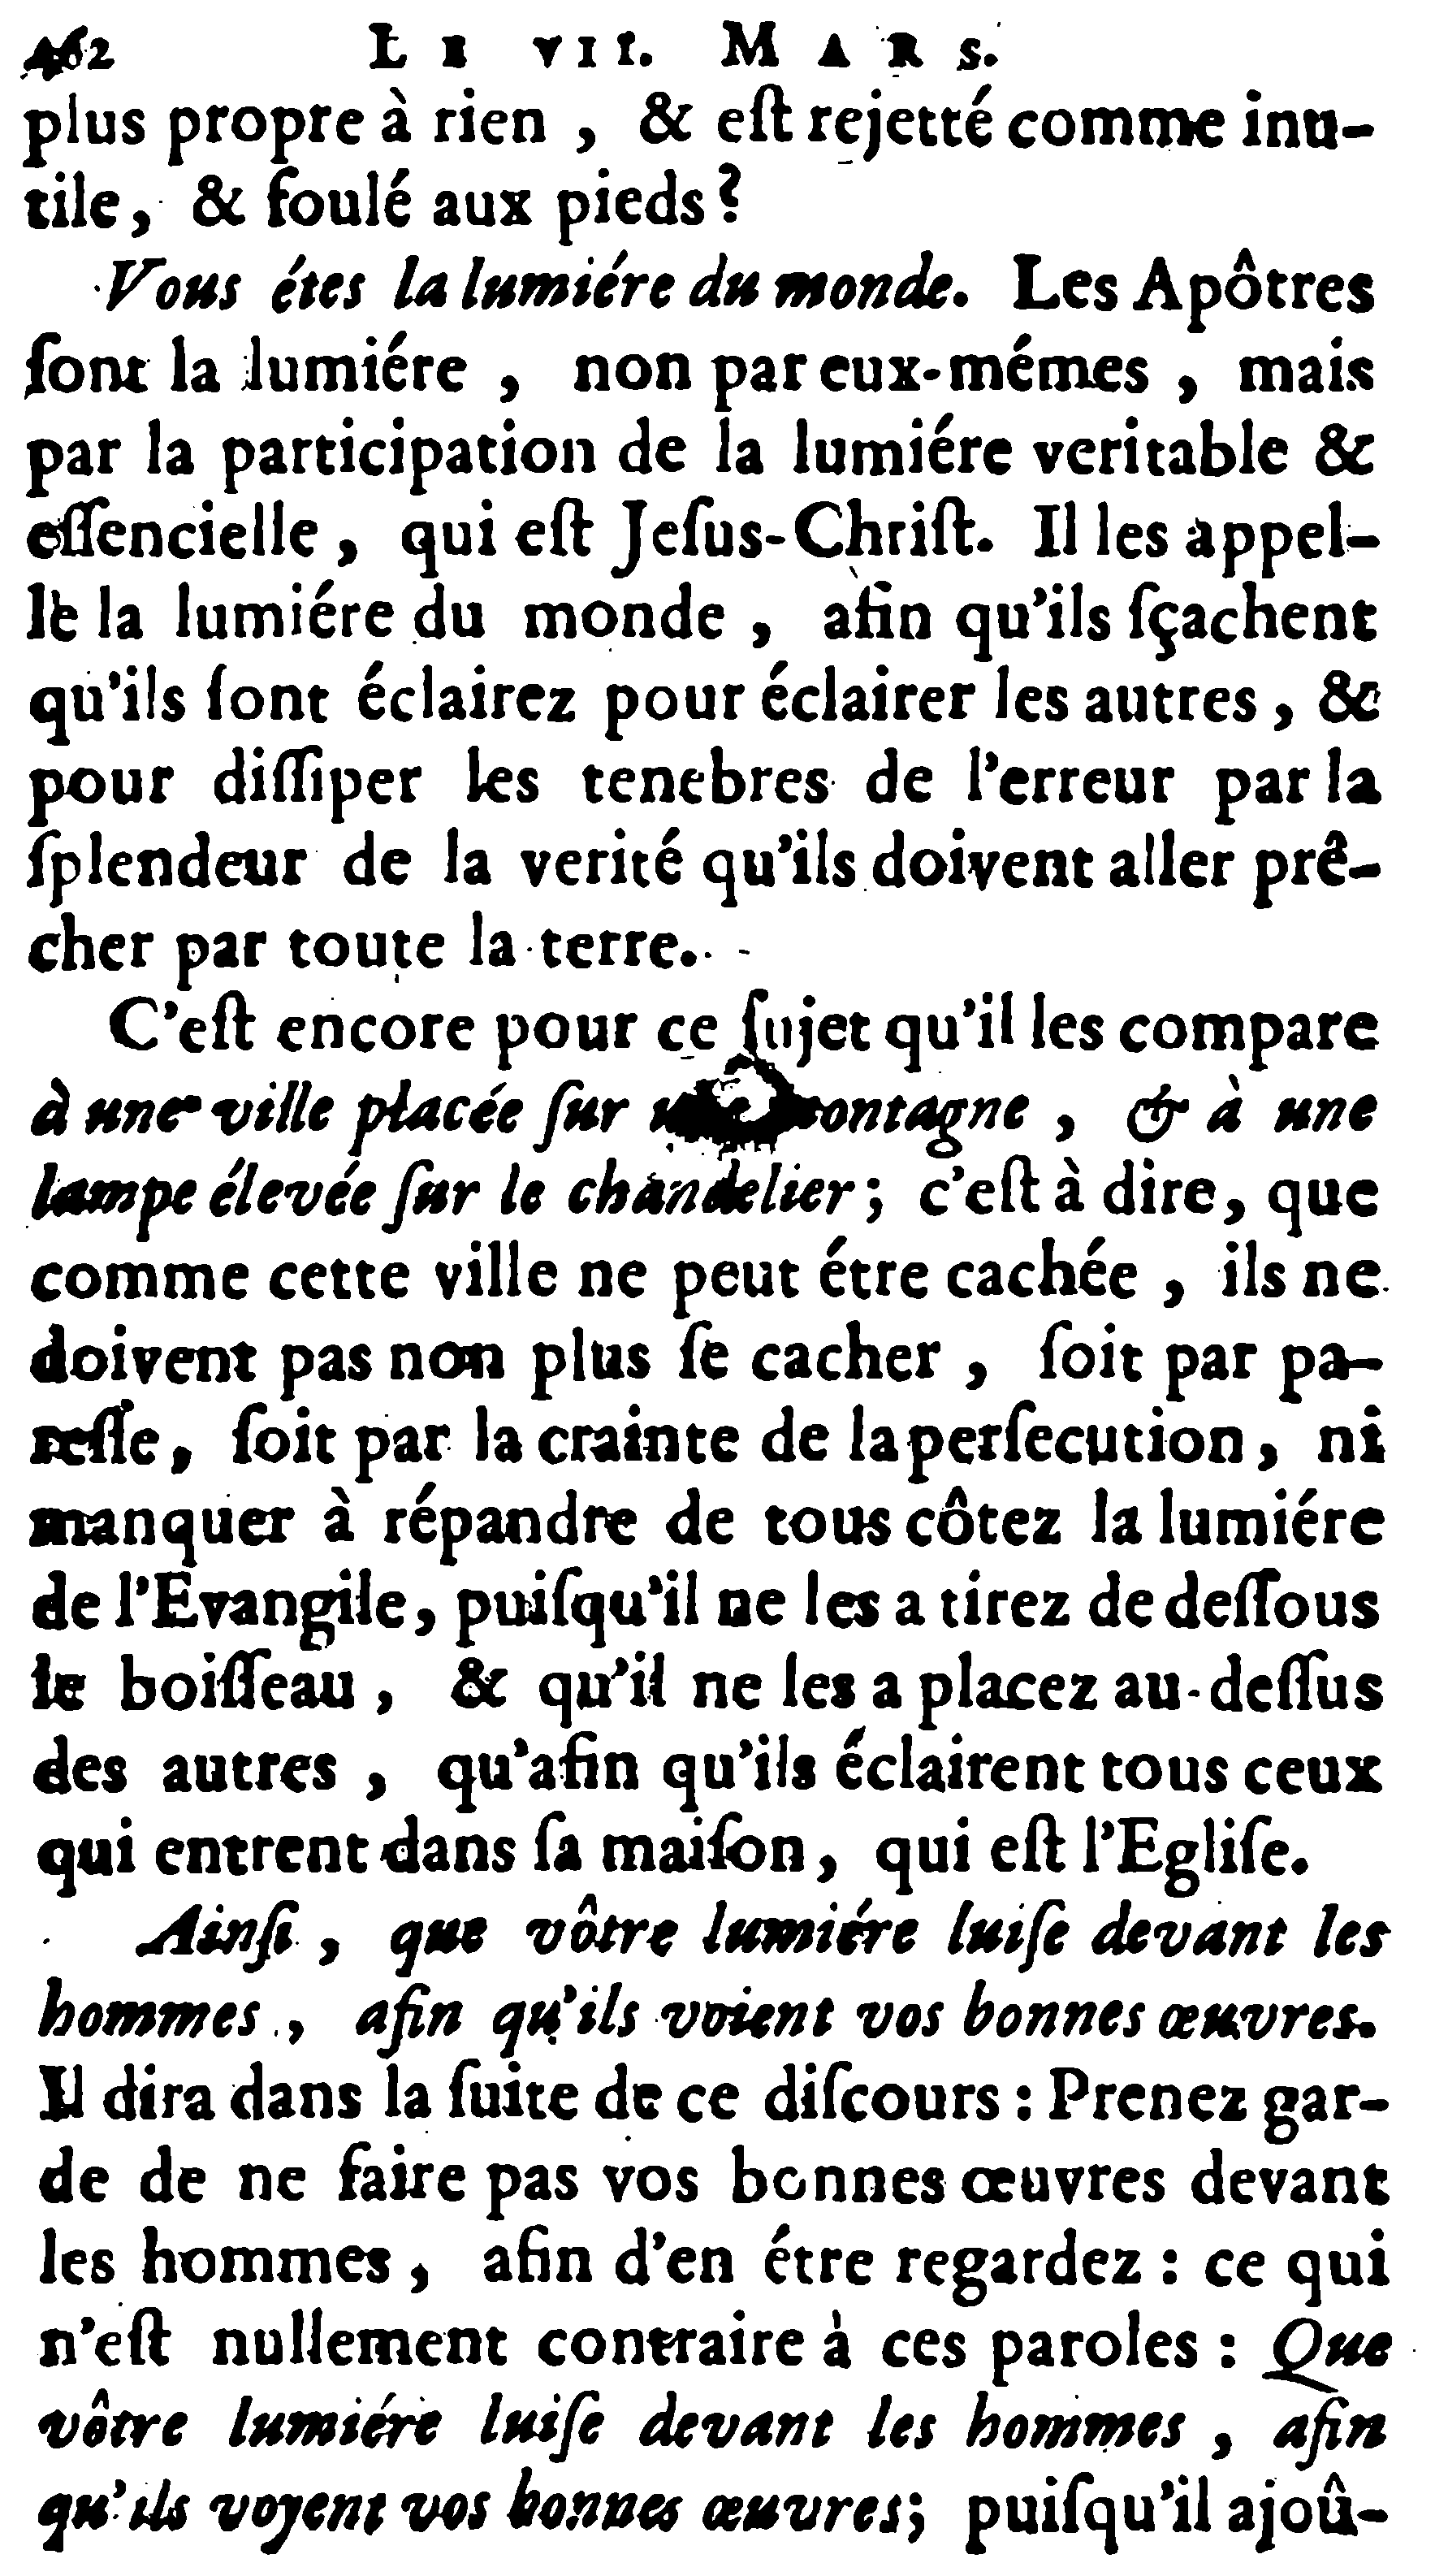 462 LE VII. MARS.
plus propre à rien , & eſt rejetté comme inu-
tile, & foulé aux pieds?
Vous étes la lumiére du monde. Les Apôtres
ſont la lumiére , non par eux-mémes , mais
par la participation de la lumiére veritable &
eſſencielle , qui eſt Jeſus-Chriſt. Il les appel-
le la lumiére du monde , afin qu'ils ſçachent
qu'ils ſont éclairez pour éclairer les autres , &
pour diſſiper les tenebres de l'erreur par la
ſplendeur de la verité qu'ils doivent aller prê-
cher par toute la terre.
C'eſt encore pour ce ſujet qu'il les compare
à une ville placée ſur une montagne , & à une
lampe élevée ſur le chandelier ; c'eſt à dire, que
comme cette ville ne peut étre cachée , ils ne
doivent pas non plus ſe cacher , ſoit par pa-
reſſe, ſoit par la crainte de la perſecution, ni
manquer à répandre de tous côtez la lumiére
de l'Evangile, puiſqu'il ne les a tirez de deſſous
le boiſſeau , & qu'il ne les a placez au-deſſus
des autres , qu'afin qu'ils éclairent tous ceux
qui entrent dans ſa maiſon, qui eſt l'Egliſe.
Ainſi , que vôtre lumiére luiſe devant les
hommes , afin qu'ils voient vos bonnes œuvres.
Il dira dans la ſuite de ce diſcours : Prenez gar-
de de ne faire pas vos bonnes œuvres devant
les hommes , afin d'en étre regardez : ce qui
n'eſt nullement contraire à ces paroles : Que
vôtre lumiére luiſe devant les hommes , afin
qu'ils voyent vos bonnes œuvres ; puiſqu'il ajoû-